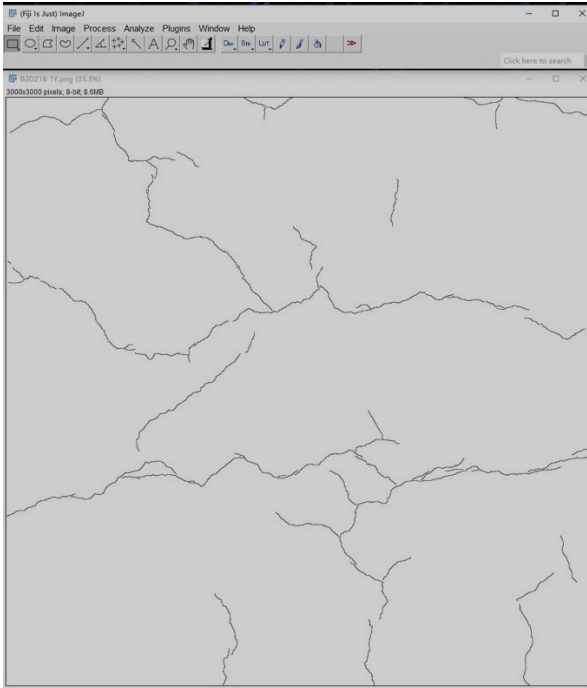 (Fiji Is Just) ImageJ
File Edit Image Process Analyze Plugins Window Help
A Dev Stk LUT
Click here to search
B2D21B 1Y.png (33.3%)
3000x3000 pixels; 8-bit; 8.6MB